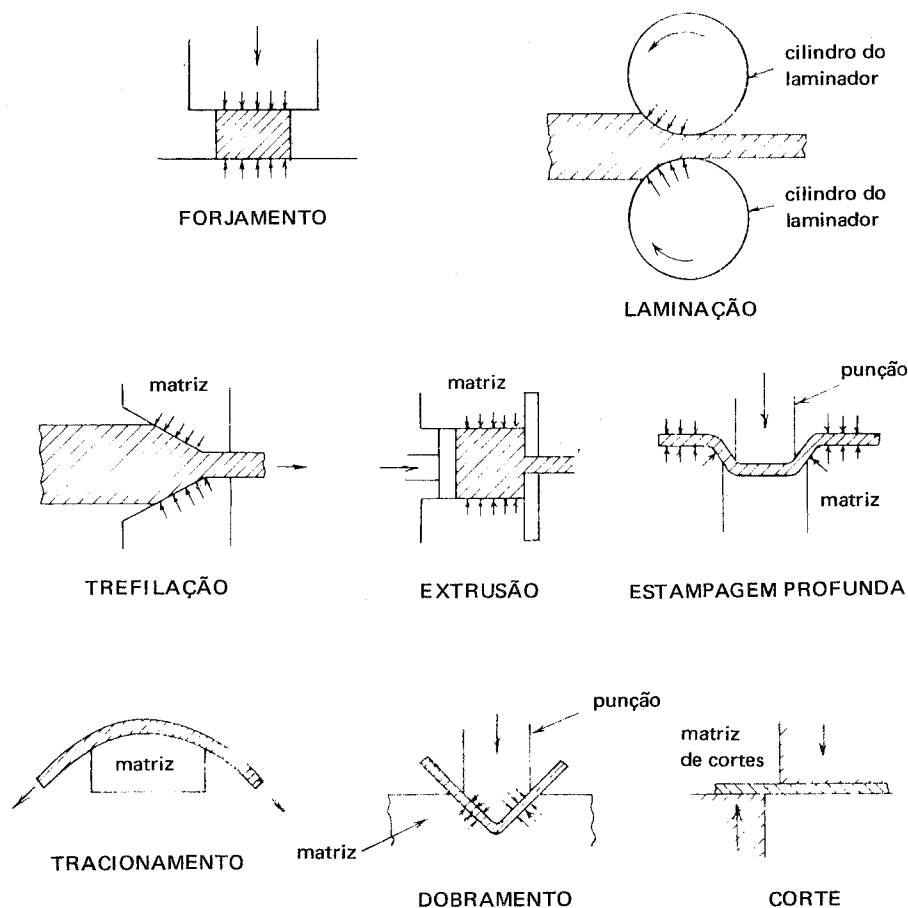 cilindro do
laminador
FORJAMENTO
cilindro do
laminador
LAMINAÇÃO
matriz
TREFILAÇÃO
matriz
EXTRUSÃO
punção
matriz
ESTAMPAGEM PROFUNDA
matriz
TRACIONAMENTO
punção
matriz
DOBRAMENTO
matriz
de cortes
CORTE